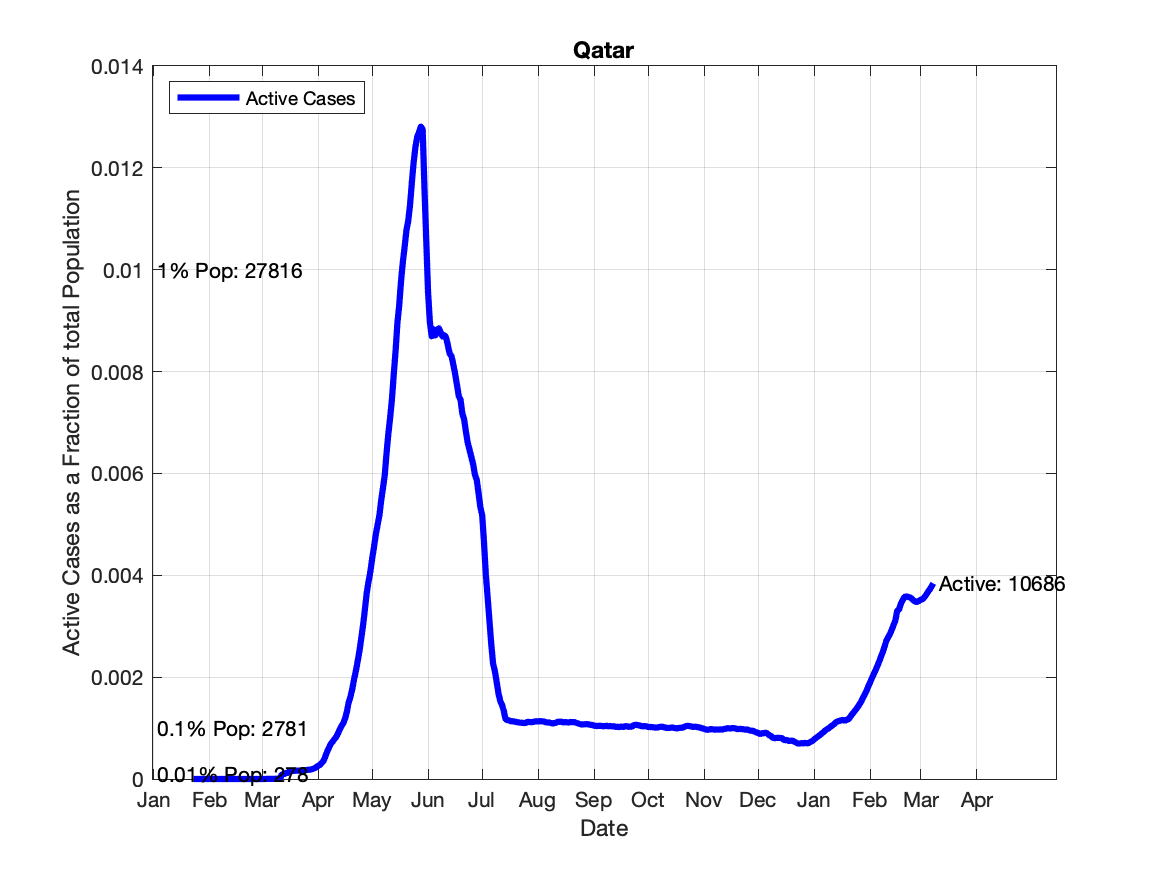 Qatar
0.014
Active Cases
0.012
0.01
1% Pop: 27816
0.008
0.006
0.004
Active: 10686
0.002
0.1% Pop: 2781
0
0.01% Pop: 278
Active Cases as a Fraction of total Population
Jan Feb Mar Apr May Jun Jul Aug Sep Oct Nov Dec Jan Feb Mar Apr
Date